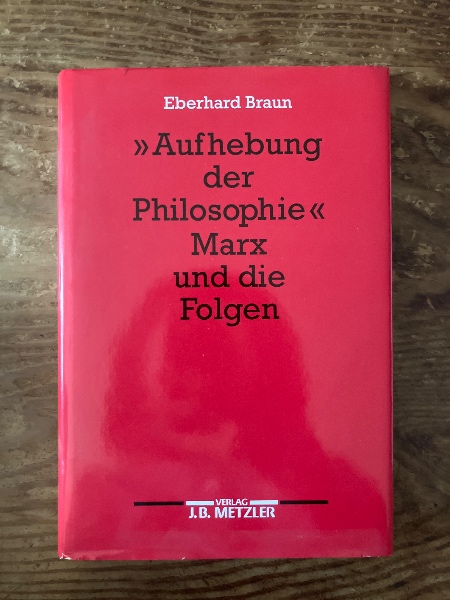 Eberhard Braun
»Aufhebung
der
Philosophie«
Marx
und die
Folgen
VERLAG
J.B. METZLER